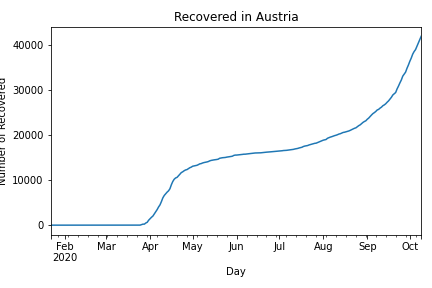 Recovered in Austria
Number of Recovered
40000
30000
20000
10000
0
Feb Mar Apr May Jun Jul Aug Sep Oct
2020
Day